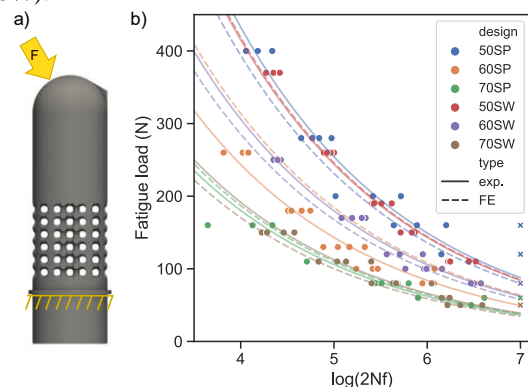 a)
F
b)
Fatigue load (N)
400
300
200
100
0
4
5
6
7
log(2Nf)
design
50SP
60SP
70SP
50SW
60SW
70SW
type
exp.
FE